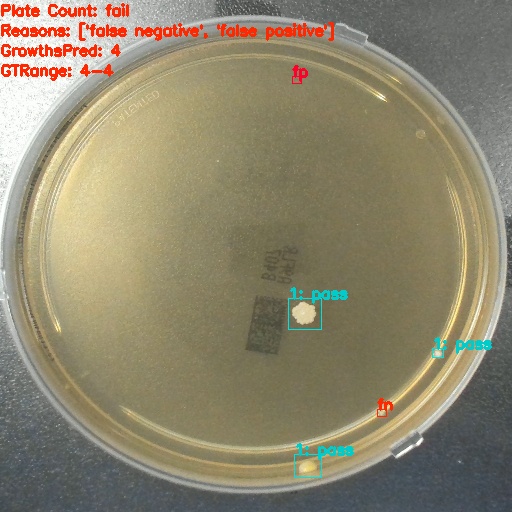 Plate Count: fail
Reasons: ['false negative', 'false positive']
GrowthsPred: 4
GTRange: 4-4
fp
1: pass
1: pass
fn
1: pass